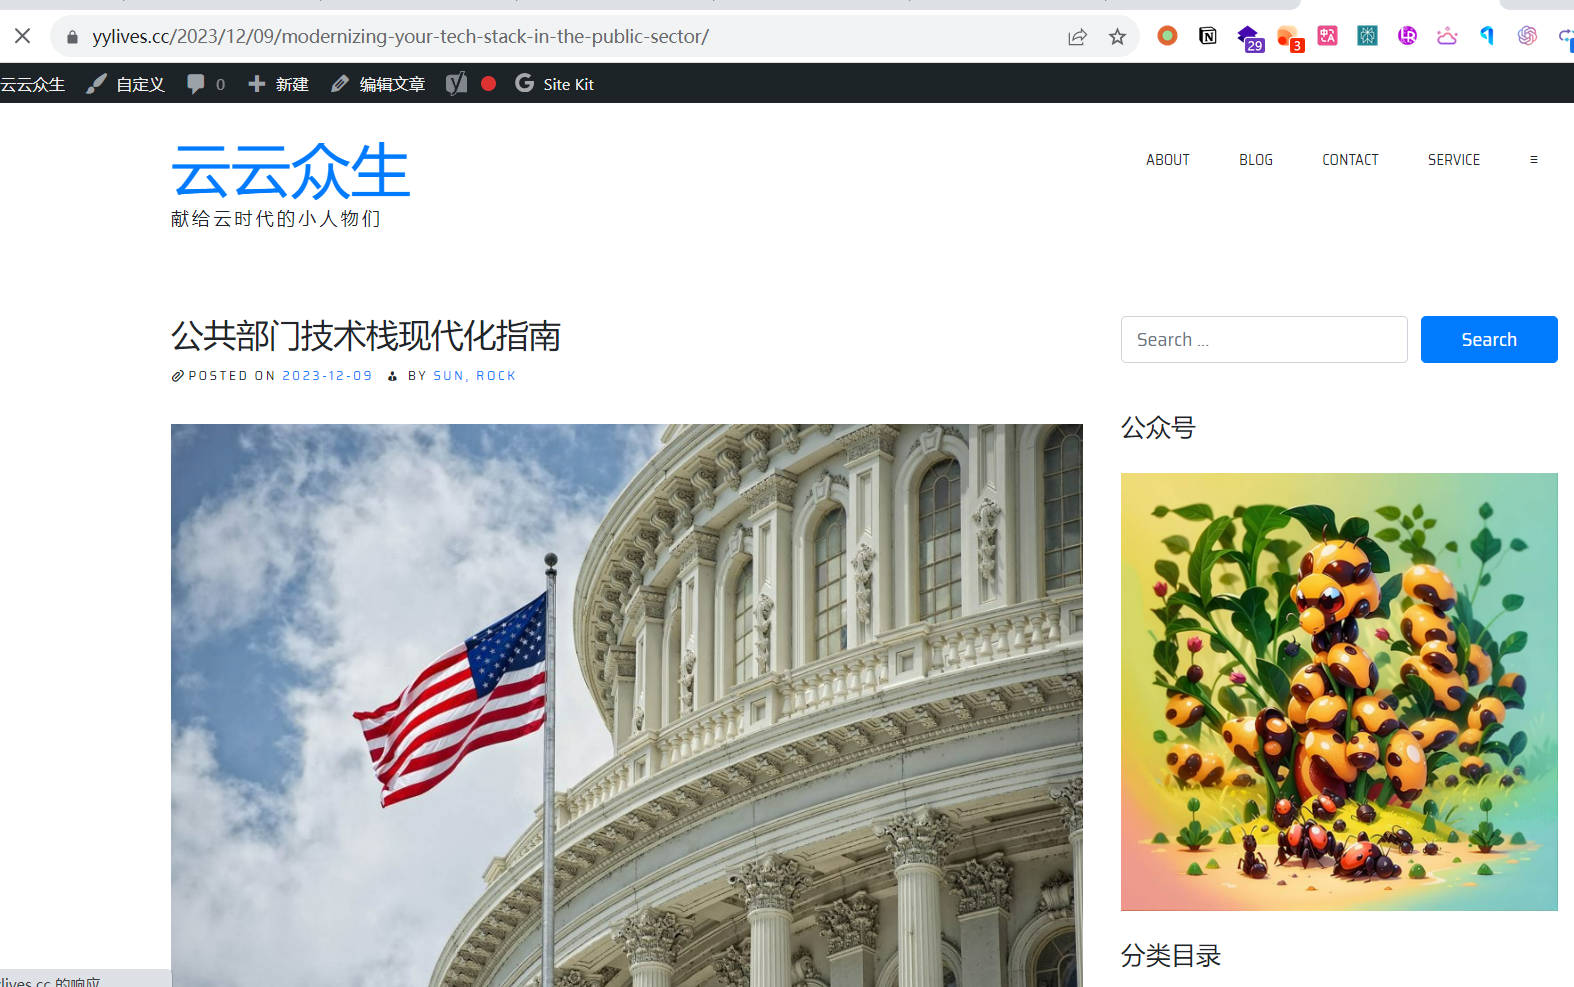 yylives.cc/2023/12/09/modernizing-your-tech-stack-in-the-public-sector/
29
3
云云众生 自定义 0 新建 编辑文章 Site Kit
云云众生
献给云时代的小人物们
ABOUT BLOG CONTACT SERVICE
公共部门技术栈现代化指南
POSTED ON 2023-12-09 BY SUN, ROCK
Search ...
Search
公众号
分类目录
lives.cc 的响应